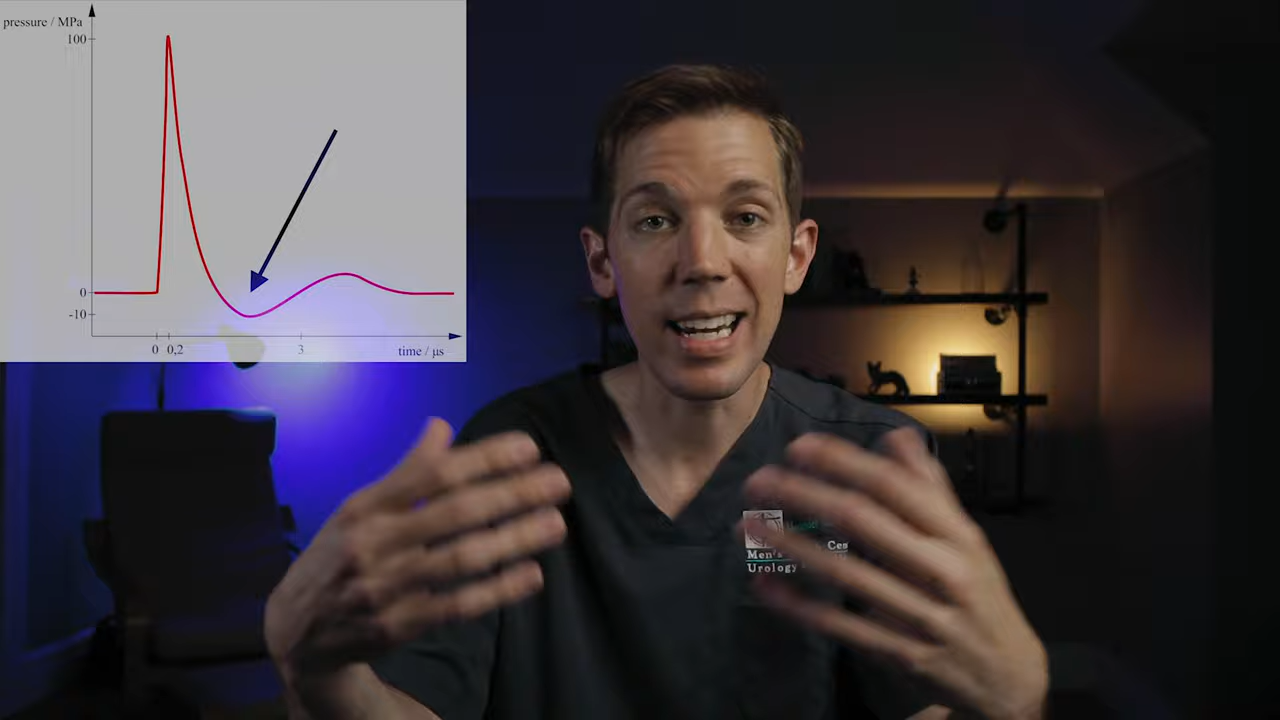 pressure / MPa
100
0
-10
0 0,2 3 time / µs
Men's
Urology